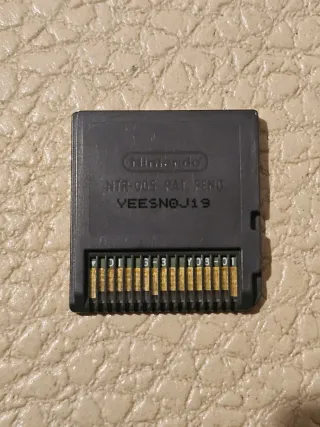 Nintendo
NTR-005 PAT PEND
YEESN0J19